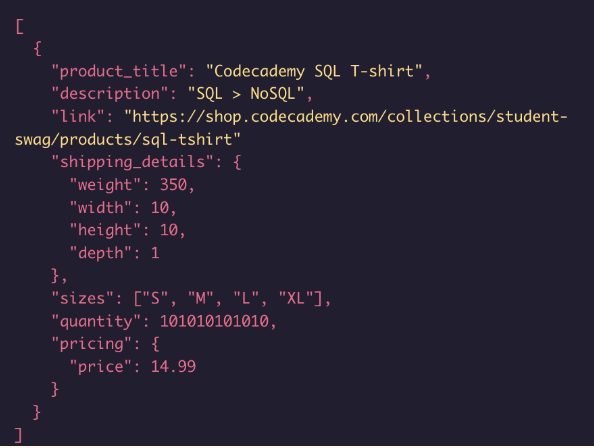 [
  {
    "product_title": "Codecademy SQL T-shirt",
    "description": "SQL > NoSQL",
    "link": "https://shop.codecademy.com/collections/student-
swag/products/sql-tshirt"
    "shipping_details": {
      "weight": 350,
      "width": 10,
      "height": 10,
      "depth": 1
    },
    "sizes": ["S", "M", "L", "XL"],
    "quantity": 101010101010,
    "pricing": {
      "price": 14.99
    }
  }
]